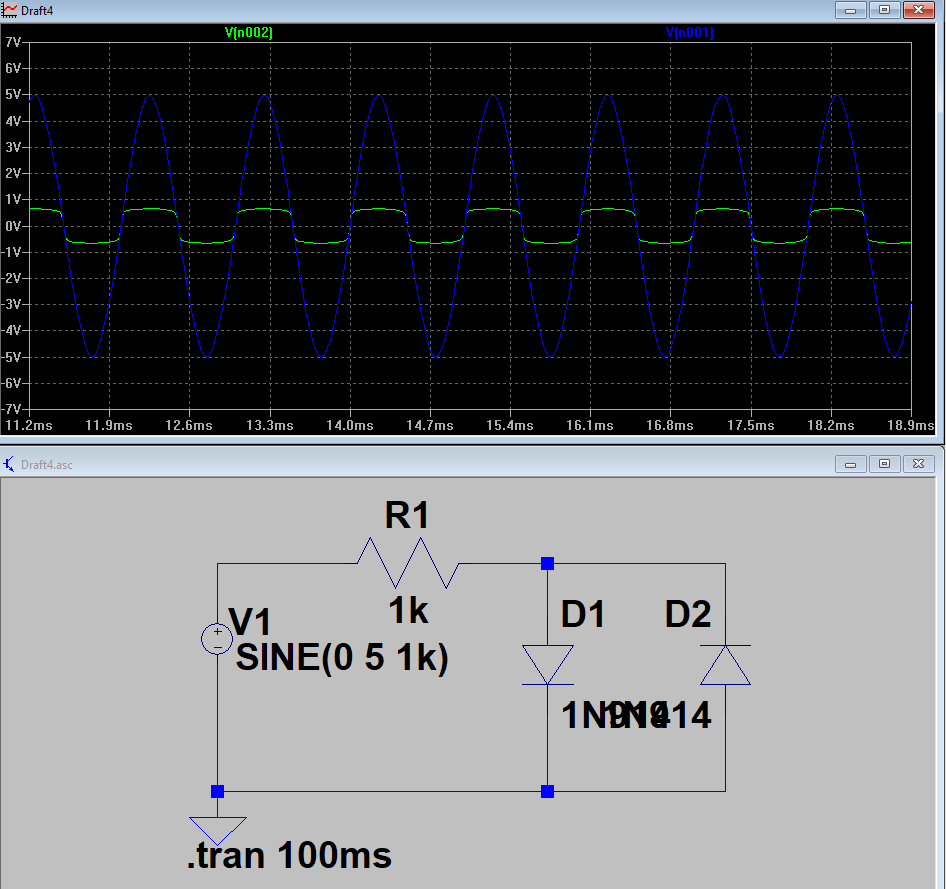 Draft4
V(n002) V(n001)
7V
6V
5V
4V
3V
2V
1V
0V
-1V
-2V
-3V
-4V
-5V
-6V
-7V
11.2ms 11.9ms 12.6ms 13.3ms 14.0ms 14.7ms 15.4ms 16.1ms 16.8ms 17.5ms 18.2ms 18.9ms
Draft4.asc
R1
1k
V1
SINE(0 5 1k)
D1 D2
.tran 100ms